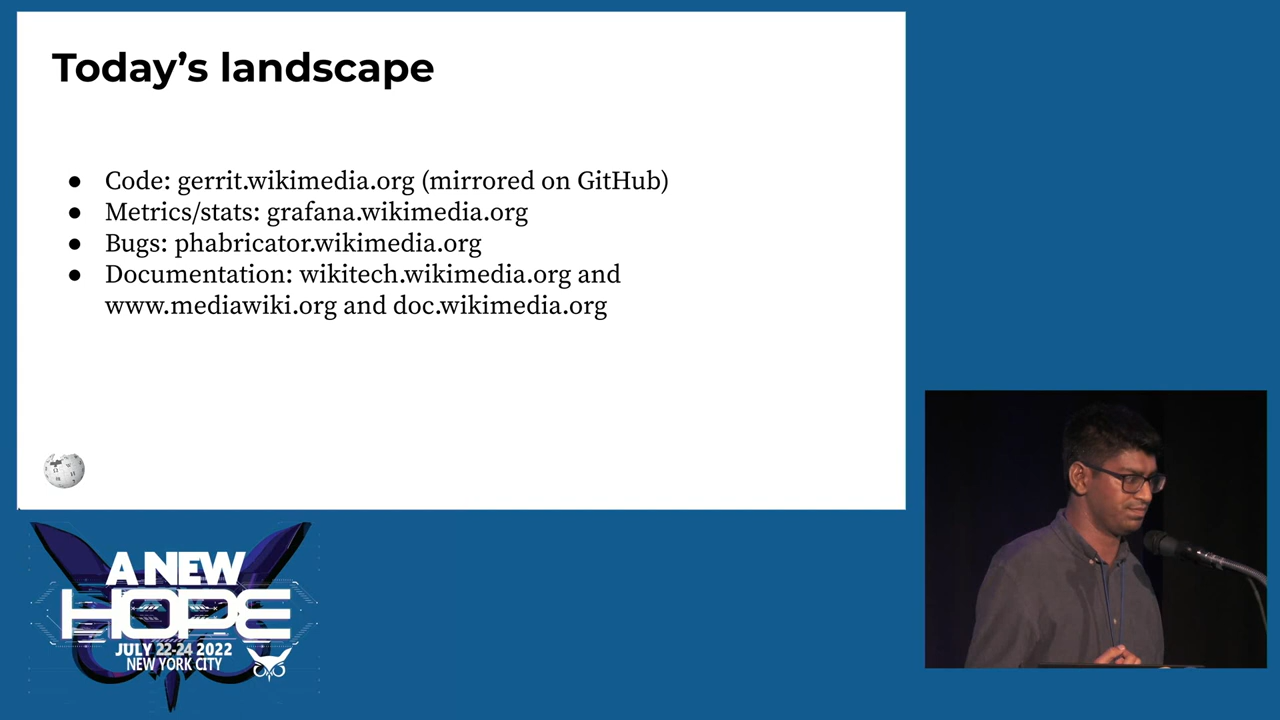 Today’s landscape
● Code: gerrit.wikimedia.org (mirrored on GitHub)
● Metrics/stats: grafana.wikimedia.org
● Bugs: phabricator.wikimedia.org
● Documentation: wikitech.wikimedia.org and
www.mediawiki.org and doc.wikimedia.org
A NEW
HOPE
JULY 22-24 2022
NEW YORK CITY